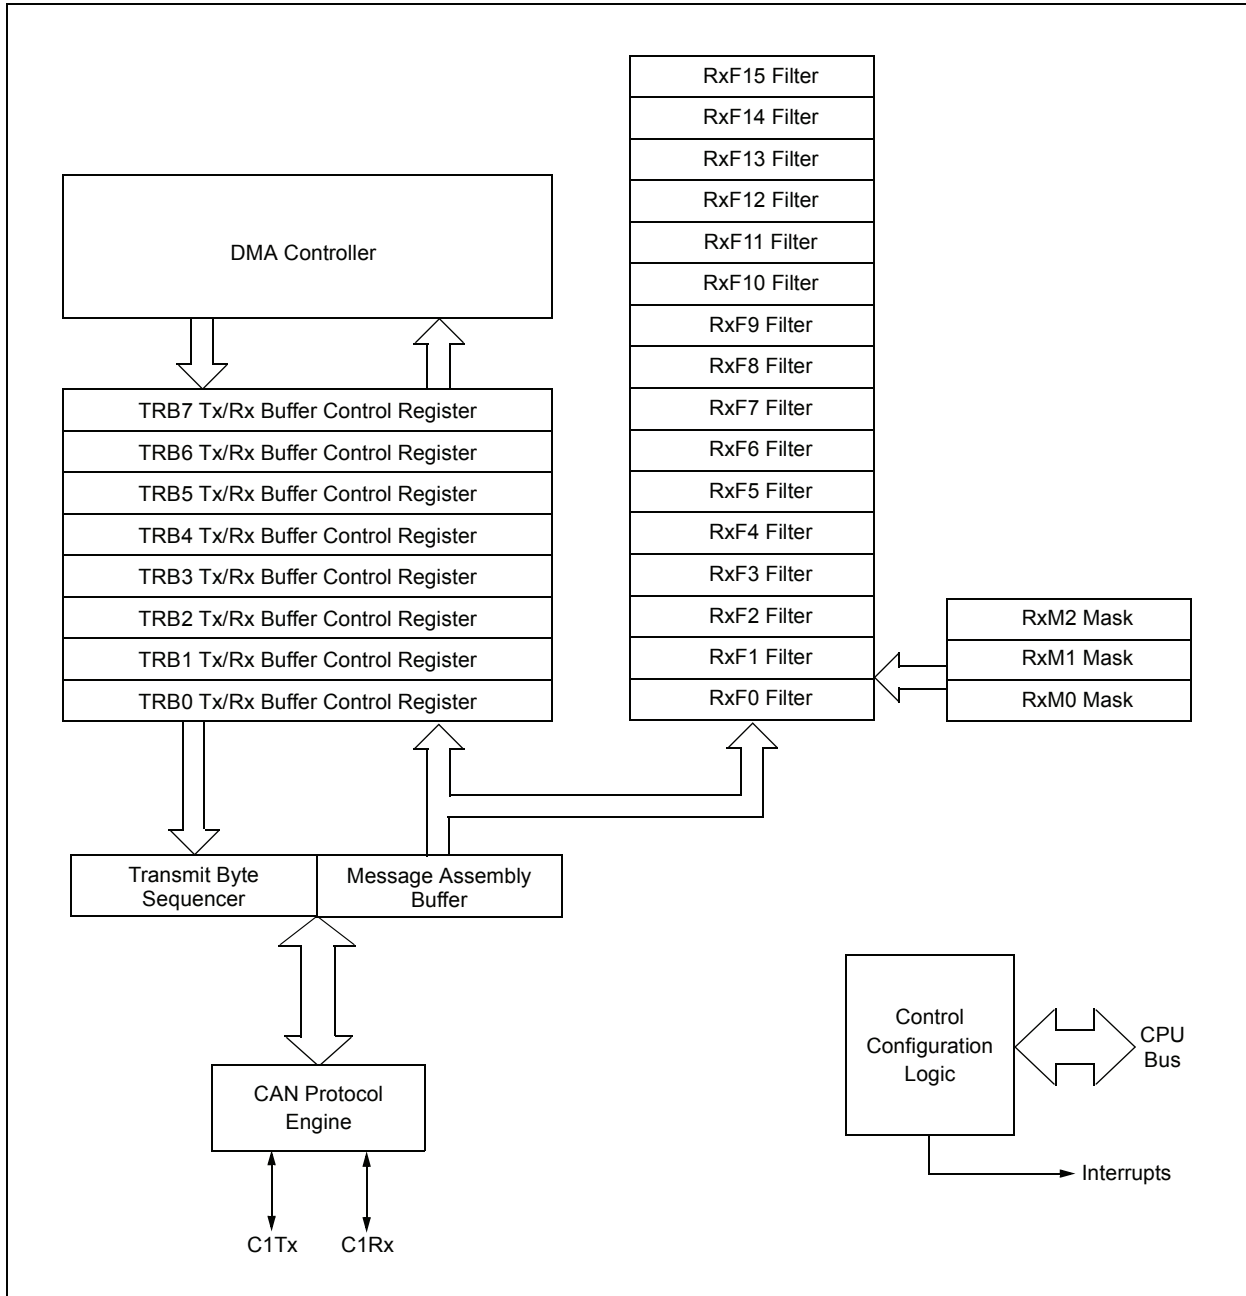 RxF15 Filter
RxF14 Filter
RxF13 Filter
RxF12 Filter
RxF11 Filter
RxF10 Filter
RxF9 Filter
RxF8 Filter
RxF7 Filter
RxF6 Filter
RxF5 Filter
RxF4 Filter
RxF3 Filter
RxF2 Filter
RxF1 Filter
RxF0 Filter
DMA Controller
TRB7 Tx/Rx Buffer Control Register
TRB6 Tx/Rx Buffer Control Register
TRB5 Tx/Rx Buffer Control Register
TRB4 Tx/Rx Buffer Control Register
TRB3 Tx/Rx Buffer Control Register
TRB2 Tx/Rx Buffer Control Register
TRB1 Tx/Rx Buffer Control Register
TRB0 Tx/Rx Buffer Control Register
RxM2 Mask
RxM1 Mask
RxM0 Mask
Transmit Byte
Sequencer
Message Assembly
Buffer
CAN Protocol
Engine
C1Tx
C1Rx
Control
Configuration
Logic
CPU
Bus
Interrupts